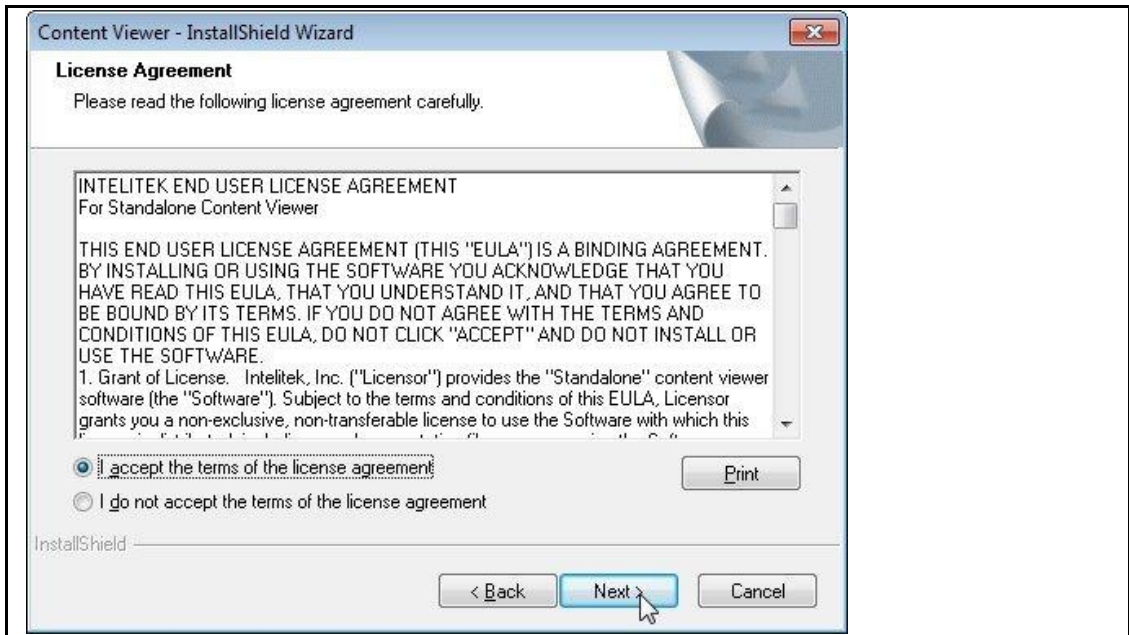 Content Viewer - InstallShield Wizard
License Agreement
Please read the following license agreement carefully.
INTELITEK END USER LICENSE AGREEMENT
For Standalone Content Viewer
THIS END USER LICENSE AGREEMENT (THIS "EULA") IS A BINDING AGREEMENT.
BY INSTALLING OR USING THE SOFTWARE YOU ACKNOWLEDGE THAT YOU
HAVE READ THIS EULA, THAT YOU UNDERSTAND IT, AND THAT YOU AGREE TO
BE BOUND BY ITS TERMS. IF YOU DO NOT AGREE WITH THE TERMS AND
CONDITIONS OF THIS EULA, DO NOT CLICK "ACCEPT" AND DO NOT INSTALL OR
USE THE SOFTWARE.
1. Grant of License.   Intelitek, Inc. ("Licensor") provides the "Standalone" content viewer
software (the "Software"). Subject to the terms and conditions of this EULA, Licensor
grants you a non-exclusive, non-transferable license to use the Software with which this
I accept the terms of the license agreement
Print
I do not accept the terms of the license agreement
InstallShield
< Back
Next >
Cancel